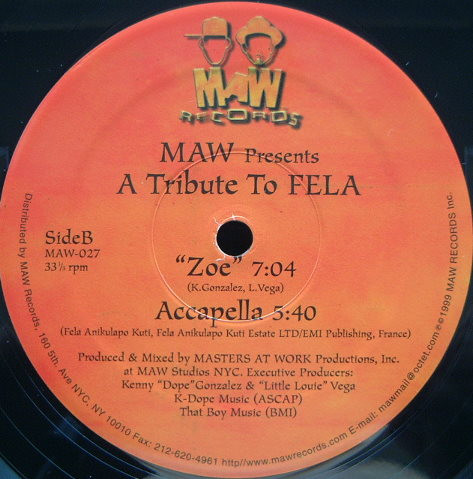 MAW
RECORDS
MAW Presents
A Tribute To FELA
SideB
MAW-027
33⅓ rpm
"Zoe" 7:04
(K.Gonzalez, L.Vega)
Accapella 5:40
(Fela Anikulapo Kuti, Fela Anikulapo Kuti Estate LTD/EMI Publishing, France)
Produced & Mixed by MASTERS AT WORK Productions, Inc.
at MAW Studios NYC. Executive Producers:
Kenny "Dope"Gonzalez & "Little Louie" Vega
K-Dope Music (ASCAP)
That Boy Music (BMI)
Distributed by MAW Records, 160 5th. Ave NYC, NY 10010 Fax: 212-620-4961 http//www.mawrecords.com E-mail: mawmail@octet.com ℗©1999 MAW RECORDS Inc.